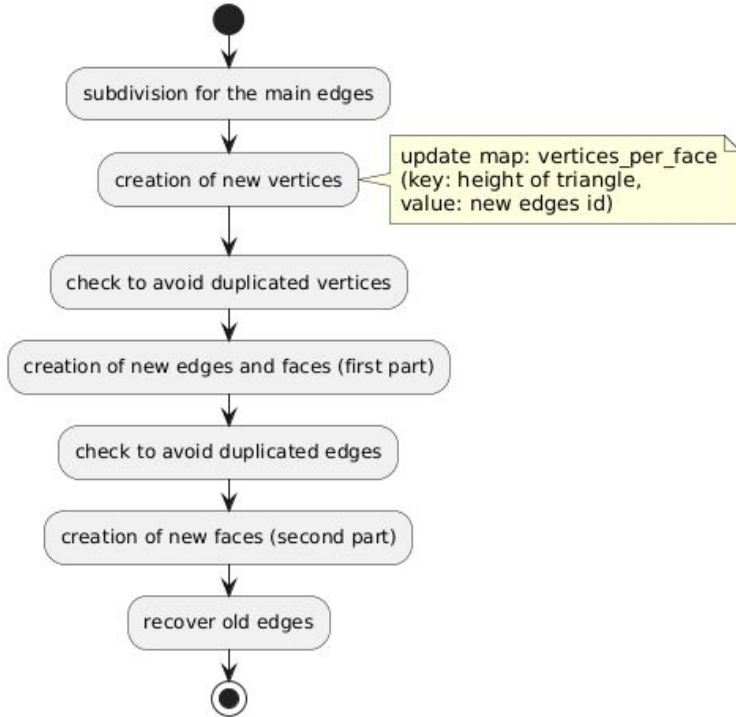 subdivision for the main edges
creation of new vertices
update map: vertices_per_face
(key: height of triangle,
value: new edges id)
check to avoid duplicated vertices
creation of new edges and faces (first part)
check to avoid duplicated edges
creation of new faces (second part)
recover old edges